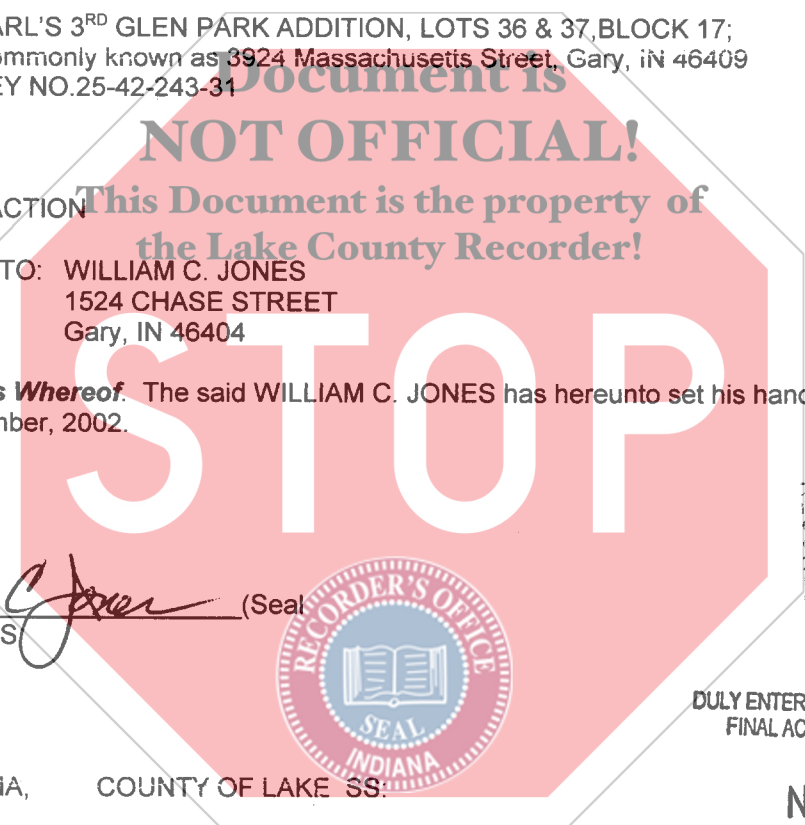 ARL'S 3RD GLEN PARK ADDITION, LOTS 36 & 37,BLOCK 17;
ommonly known as 3924 Massachusetts Street, Gary, IN 46409
EY NO.25-42-243-31
Document is
NOT OFFICIAL!
ACTION
This Document is the property of
the Lake County Recorder!
TO: WILLIAM C. JONES
1524 CHASE STREET
Gary, IN 46404
STOP
s Whereof. The said WILLIAM C. JONES has hereunto set his hand
nber, 2002.
C Jones (Seal
S
RECORDER'S OFFICE
SEAL
INDIANA
DULY ENTER
FINAL AC
IA, COUNTY OF LAKE SS:
N